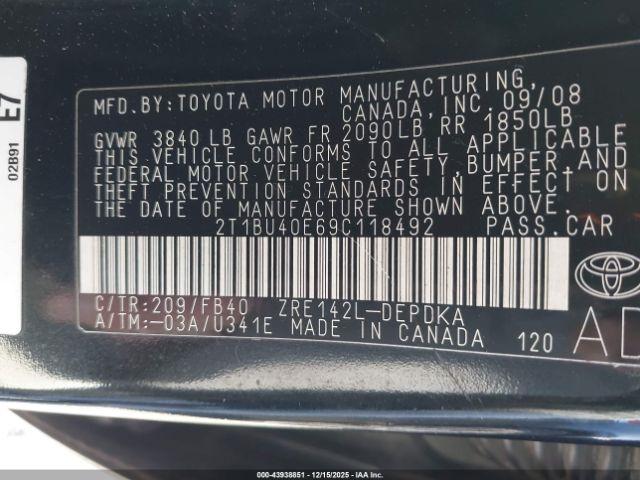 MFD.BY:TOYOTA MOTOR MANUFACTURING,
CANADA,INC.09/08
GVWR 3840 LB GAWR FR 2090LB,RR 1850LB
THIS VEHICLE CONFORMS TO ALL APPLICABLE
FEDERAL MOTOR VEHICLE SAFETY,BUMPER,AND
THEFT PREVENTION STANDARDS IN EFFECT ON
THE DATE OF MANUFACTURE SHOWN ABOVE.
2T1BU40E69C118492 PASS.CAR
C/TR:209/FB40 ZRE142L-DEPDKA
A/TM:-03A/U341E MADE IN CANADA 120
TOYOTA
AD
E7
02B91
000-43938851 - 12/15/2025 - IAA Inc.